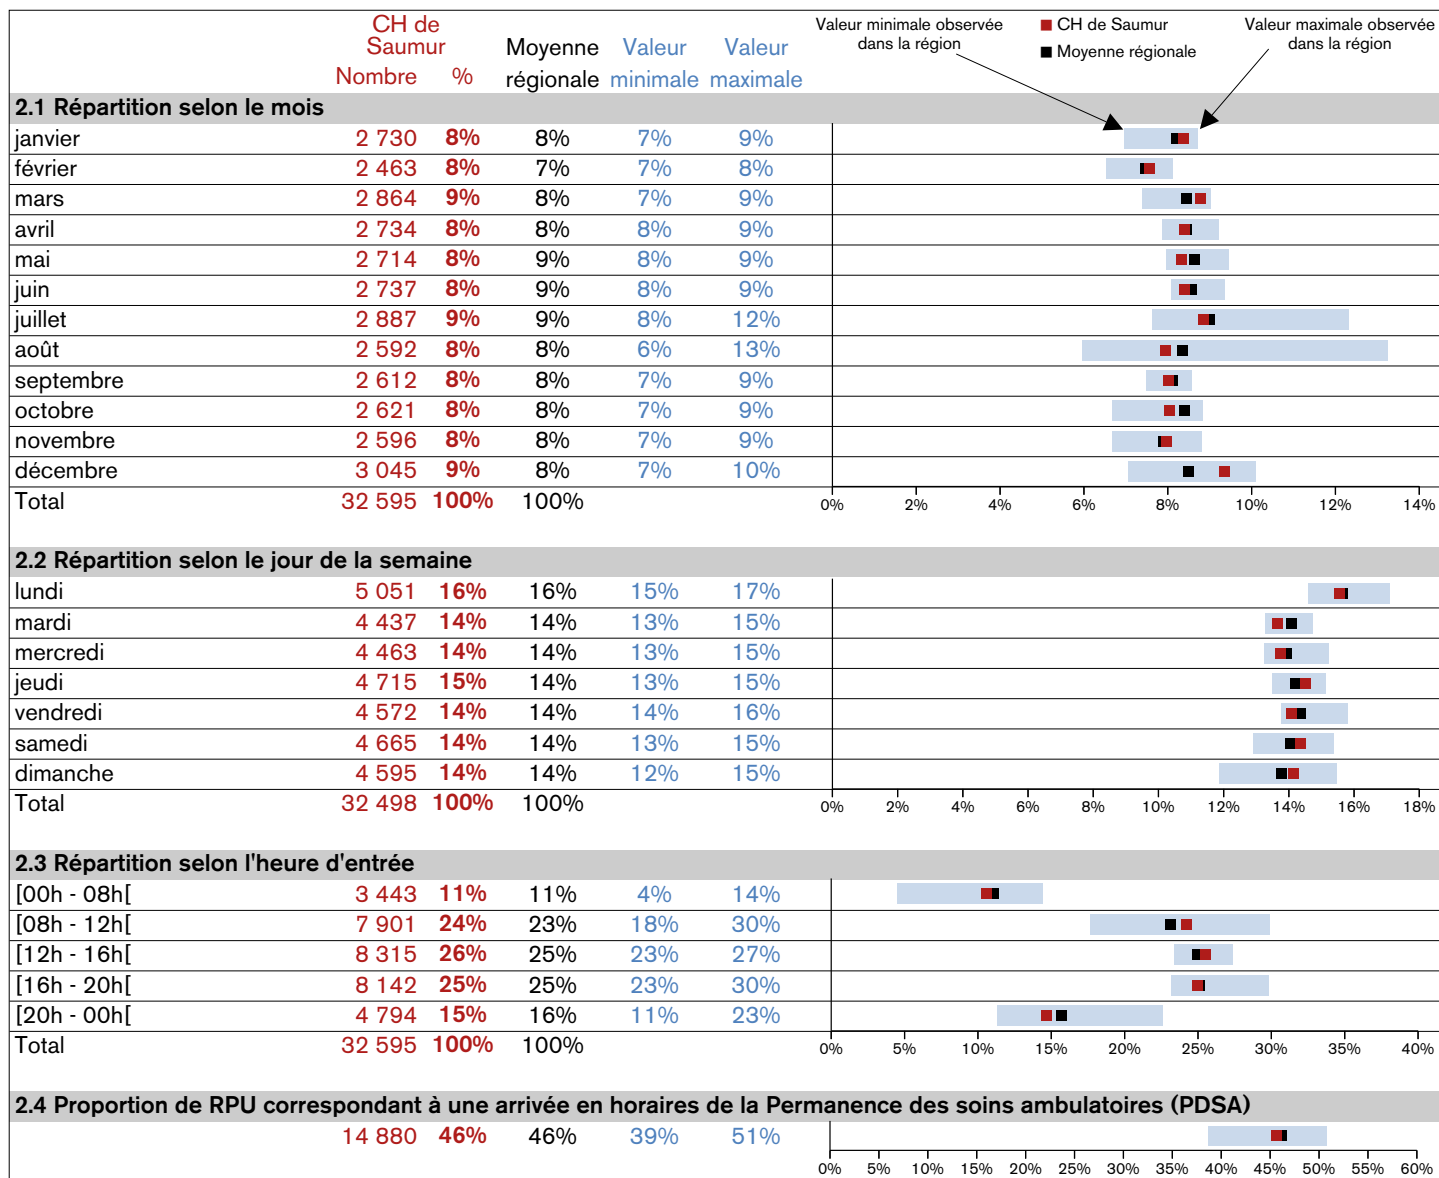 CH de Saumur Moyenne régionale Valeur minimale Valeur maximale
Nombre %
Valeur minimale observée dans la région
CH de Saumur
Moyenne régionale
Valeur maximale observée dans la région
2.1 Répartition selon le mois
janvier 2 730 8% 8% 7% 9%
février 2 463 8% 7% 7% 8%
mars 2 864 9% 8% 7% 9%
avril 2 734 8% 8% 8% 9%
mai 2 714 8% 9% 8% 9%
juin 2 737 8% 9% 8% 9%
juillet 2 887 9% 9% 8% 12%
août 2 592 8% 8% 6% 13%
septembre 2 612 8% 8% 7% 9%
octobre 2 621 8% 8% 7% 9%
novembre 2 596 8% 8% 7% 9%
décembre 3 045 9% 8% 7% 10%
Total 32 595 100% 100%
0% 2% 4% 6% 8% 10% 12% 14%
2.2 Répartition selon le jour de la semaine
lundi 5 051 16% 16% 15% 17%
mardi 4 437 14% 14% 13% 15%
mercredi 4 463 14% 14% 13% 15%
jeudi 4 715 15% 14% 13% 15%
vendredi 4 572 14% 14% 14% 16%
samedi 4 665 14% 14% 13% 15%
dimanche 4 595 14% 14% 12% 15%
Total 32 498 100% 100%
0% 2% 4% 6% 8% 10% 12% 14% 16% 18%
2.3 Répartition selon l'heure d'entrée
[00h - 08h[ 3 443 11% 11% 4% 14%
[08h - 12h[ 7 901 24% 23% 18% 30%
[12h - 16h[ 8 315 26% 25% 23% 27%
[16h - 20h[ 8 142 25% 25% 23% 30%
[20h - 00h[ 4 794 15% 16% 11% 23%
Total 32 595 100% 100%
0% 5% 10% 15% 20% 25% 30% 35% 40%
2.4 Proportion de RPU correspondant à une arrivée en horaires de la Permanence des soins ambulatoires (PDSA)
14 880 46% 46% 39% 51%
0% 5% 10% 15% 20% 25% 30% 35% 40% 45% 50% 55% 60%